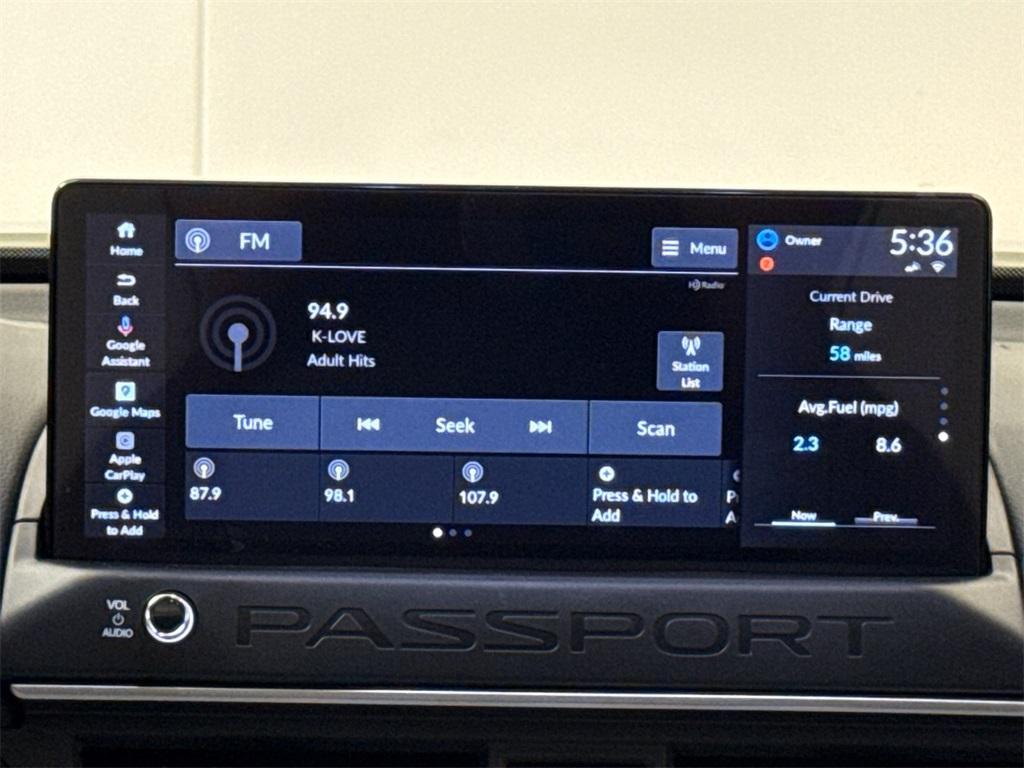 Home
Back
Google
Assistant
Google Maps
Apple
CarPlay
Press & Hold
to Add
FM
Menu
HD Radio
94.9
K-LOVE
Adult Hits
Station
List
Tune
Seek
Scan
87.9
98.1
107.9
Press & Hold to
Add
Owner
5:36
Current Drive
Range
58 miles
Avg.Fuel (mpg)
2.3
8.6
Now
Prev.
VOL
AUDIO
PASSPORT